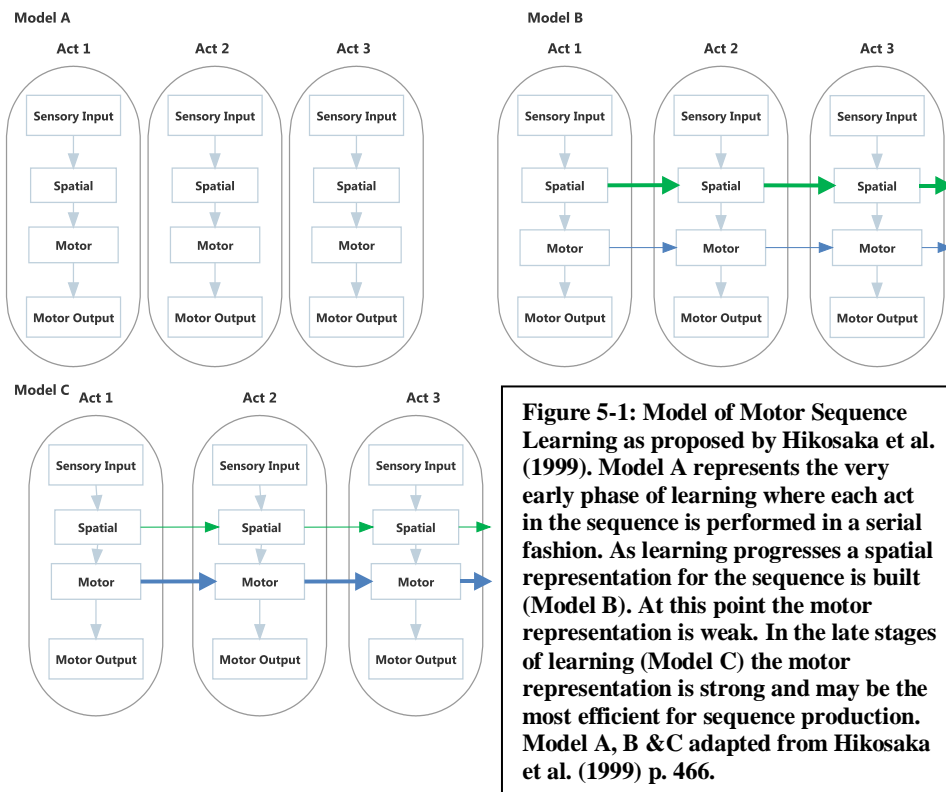 Model A
Act 1 Act 2 Act 3
Sensory Input Sensory Input Sensory Input
Spatial Spatial Spatial
Motor Motor Motor
Motor Output Motor Output Motor Output
Model B
Act 1 Act 2 Act 3
Sensory Input Sensory Input Sensory Input
Spatial Spatial Spatial
Motor Motor Motor
Motor Output Motor Output Motor Output
Model C
Act 1 Act 2 Act 3
Sensory Input Sensory Input Sensory Input
Spatial Spatial Spatial
Motor Motor Motor
Motor Output Motor Output Motor Output
Figure 5-1: Model of Motor Sequence
Learning as proposed by Hikosaka et al.
(1999). Model A represents the very
early phase of learning where each act
in the sequence is performed in a serial
fashion. As learning progresses a spatial
representation for the sequence is built
(Model B). At this point the motor
representation is weak. In the late stages
of learning (Model C) the motor
representation is strong and may be the
most efficient for sequence production.
Model A, B &C adapted from Hikosaka
et al. (1999) p. 466.